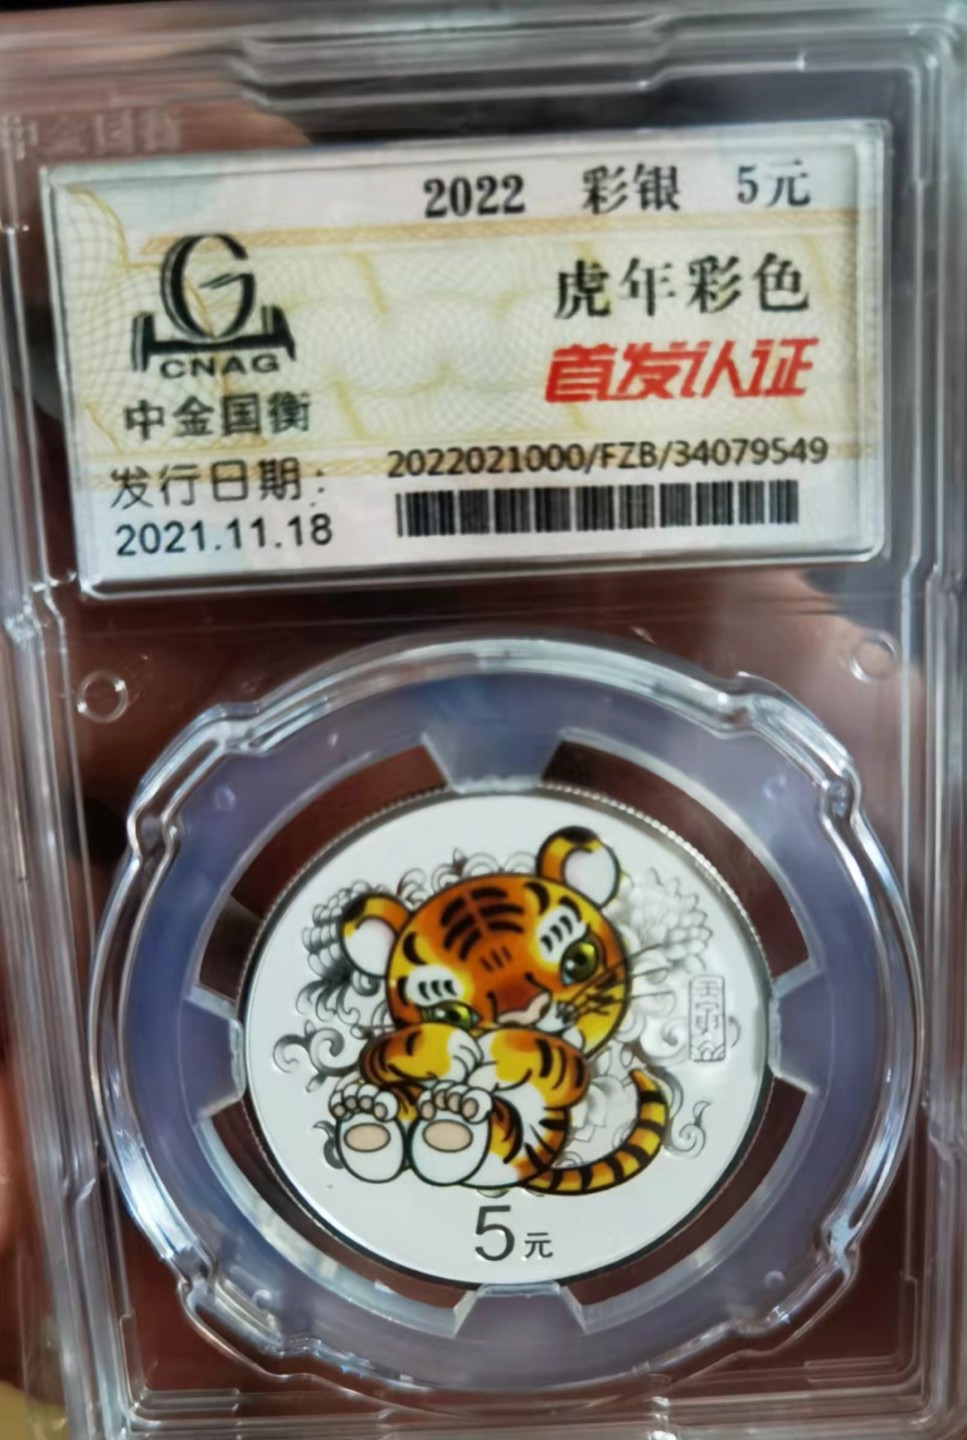 2022 彩银 5元
虎年彩色
首发认证
CNAG
中金国衡
发行日期：
2021.11.18
2022021000/FZB/34079549
5元